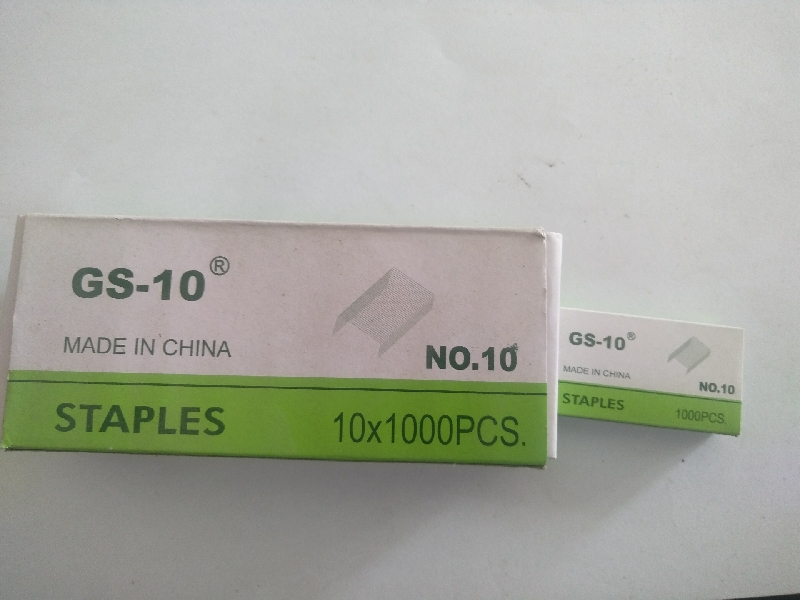 GS-10®
MADE IN CHINA
NO.10
STAPLES
10x1000PCS.
GS-10®
MADE IN CHINA
NO.10
STAPLES
1000PCS.